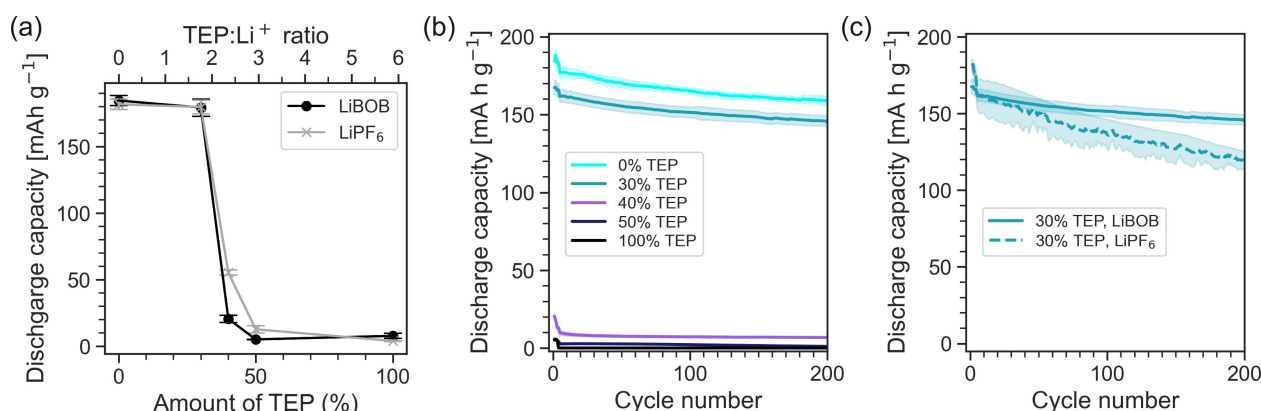 (a)
TEP:Li⁺ ratio
0 1 2 3 4 5 6
Dichgarge capacity [mAh g⁻¹]
150
100
50
0
LiBOB
LiPF₆
0 50 100
Amount of TEP (%)
(b)
Discharge capacity [mA h g⁻¹]
200
150
100
50
0
0% TEP
30% TEP
40% TEP
50% TEP
100% TEP
0 100 200
Cycle number
(c)
Discharge capacity [mA h g⁻¹]
200
150
100
50
0
30% TEP, LiBOB
30% TEP, LiPF₆
0 100 200
Cycle number